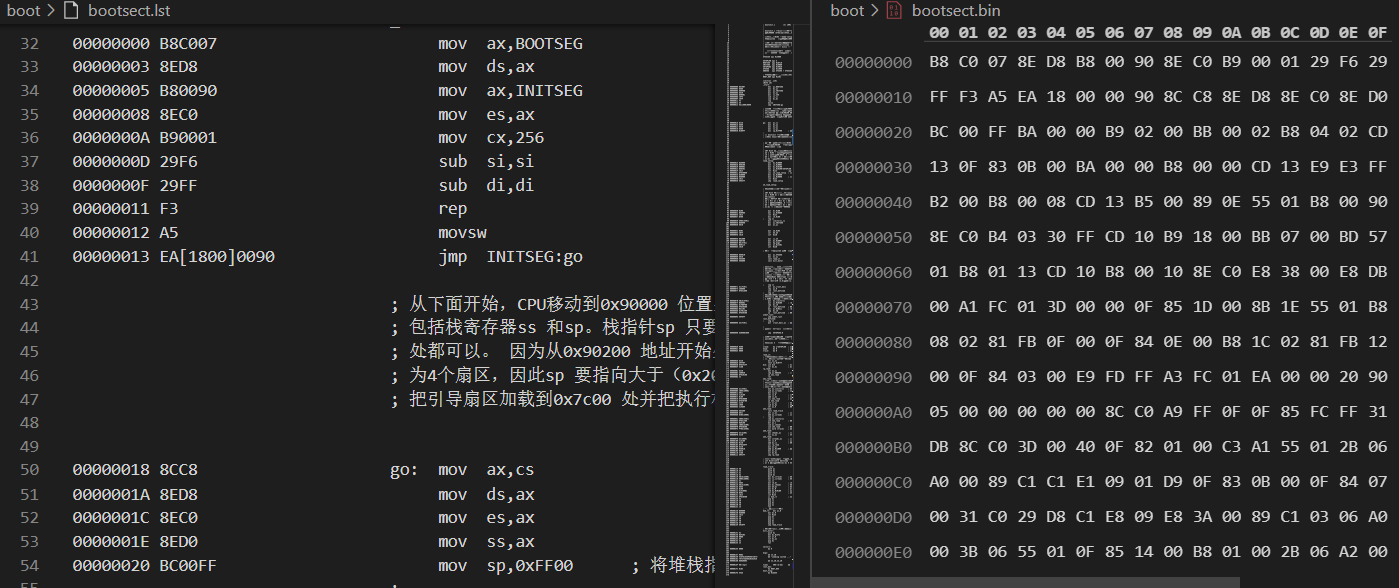 boot > bootsect.lst
32 00000000 B8C007 mov ax,BOOTSEG
33 00000003 8ED8 mov ds,ax
34 00000005 B80090 mov ax,INITSEG
35 00000008 8EC0 mov es,ax
36 0000000A B90001 mov cx,256
37 0000000D 29F6 sub si,si
38 0000000F 29FF sub di,di
39 00000011 F3 rep
40 00000012 A5 movsw
41 00000013 EA[1800]0090 jmp INITSEG:go
42
43 ; 从下面开始，CPU移动到0x90000 位置
44 ; 包括栈寄存器ss 和sp。栈指针sp 只要
45 ; 处都可以。 因为从0x90200 地址开始
46 ; 为4个扇区，因此sp 要指向大于（0x20
47 ; 把引导扇区加载到0x7c00 处并把执行
48
49
50 00000018 8CC8 go: mov ax,cs
51 0000001A 8ED8 mov ds,ax
52 0000001C 8EC0 mov es,ax
53 0000001E 8ED0 mov ss,ax
54 00000020 BC00FF mov sp,0xFF00 ; 将堆栈指
boot > bootsect.bin
00 01 02 03 04 05 06 07 08 09 0A 0B 0C 0D 0E 0F
00000000 B8 C0 07 8E D8 B8 00 90 8E C0 B9 00 01 29 F6 29
00000010 FF F3 A5 EA 18 00 00 90 8C C8 8E D8 8E C0 8E D0
00000020 BC 00 FF BA 00 00 B9 02 00 BB 00 02 B8 04 02 CD
00000030 13 0F 83 0B 00 BA 00 00 B8 00 00 CD 13 E9 E3 FF
00000040 B2 00 B8 00 08 CD 13 B5 00 89 0E 55 01 B8 00 90
00000050 8E C0 B4 03 30 FF CD 10 B9 18 00 BB 07 00 BD 57
00000060 01 B8 01 13 CD 10 B8 00 10 8E C0 E8 38 00 E8 DB
00000070 00 A1 FC 01 3D 00 00 0F 85 1D 00 8B 1E 55 01 B8
00000080 08 02 81 FB 0F 00 0F 84 0E 00 B8 1C 02 81 FB 12
00000090 00 0F 84 03 00 E9 FD FF A3 FC 01 EA 00 00 20 90
000000A0 05 00 00 00 00 00 8C C0 A9 FF 0F 0F 85 FC FF 31
000000B0 DB 8C C0 3D 00 40 0F 82 01 00 C3 A1 55 01 2B 06
000000C0 A0 00 89 C1 C1 E1 09 01 D9 0F 83 0B 00 0F 84 07
000000D0 00 31 C0 29 D8 C1 E8 09 E8 3A 00 89 C1 03 06 A0
000000E0 00 3B 06 55 01 0F 85 14 00 B8 01 00 2B 06 A2 00